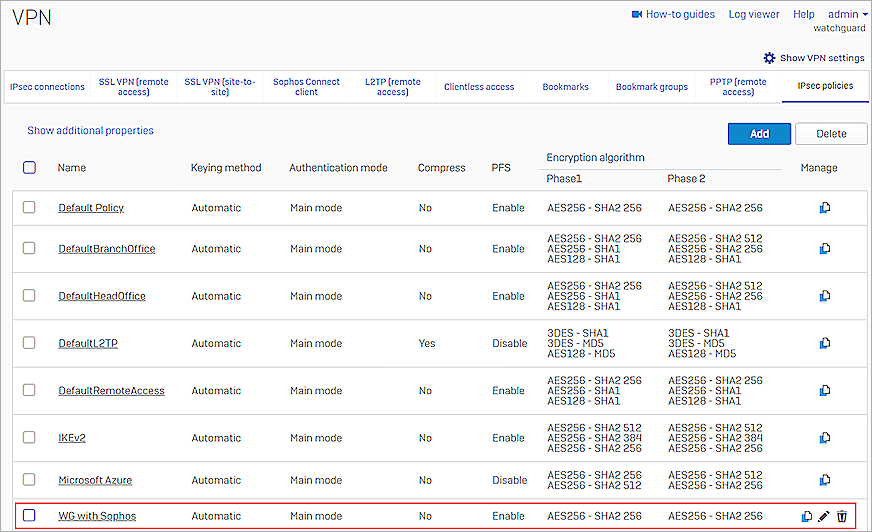 VPN
How-to guides Log viewer Help admin
watchguard
Show VPN settings
IPsec connections
SSL VPN (remote access)
SSL VPN (site-to-site)
Sophos Connect client
L2TP (remote access)
Clientless access
Bookmarks
Bookmark groups
PPTP (remote access)
IPsec policies
Show additional properties
Add Delete
Name Keying method Authentication mode Compress PFS Encryption algorithm Manage
Phase1 Phase 2
Default Policy Automatic Main mode No Enable AES256 - SHA2 256 AES256 - SHA2 256
AES256 - SHA2 256 AES256 - SHA2 512
DefaultBranchOffice Automatic Main mode No Enable AES256 - SHA1 AES256 - SHA2 256
AES128 - SHA1 AES128 - SHA1
AES256 - SHA2 256 AES256 - SHA2 512
DefaultHeadOffice Automatic Main mode No Enable AES256 - SHA1 AES256 - SHA2 256
AES128 - SHA1 AES128 - SHA1
3DES - SHA1 3DES - SHA1
DefaultL2TP Automatic Main mode Yes Disable 3DES - MD5 3DES - MD5
AES128 - MD5 AES128 - MD5
AES256 - SHA2 256 AES256 - SHA2 256
DefaultRemoteAccess Automatic Main mode No Enable AES256 - SHA1 AES256 - SHA1
AES128 - SHA1 AES128 - SHA1
AES256 - SHA2 512 AES256 - SHA2 512
IKEv2 Automatic Main mode No Enable AES256 - SHA2 384 AES256 - SHA2 384
AES256 - SHA2 256 AES256 - SHA2 256
Microsoft Azure Automatic Main mode No Disable AES256 - SHA2 256 AES256 - SHA2 512
AES256 - SHA2 512 AES256 - SHA2 256
WG with Sophos Automatic Main mode No Enable AES256 - SHA2 256 AES256 - SHA2 256